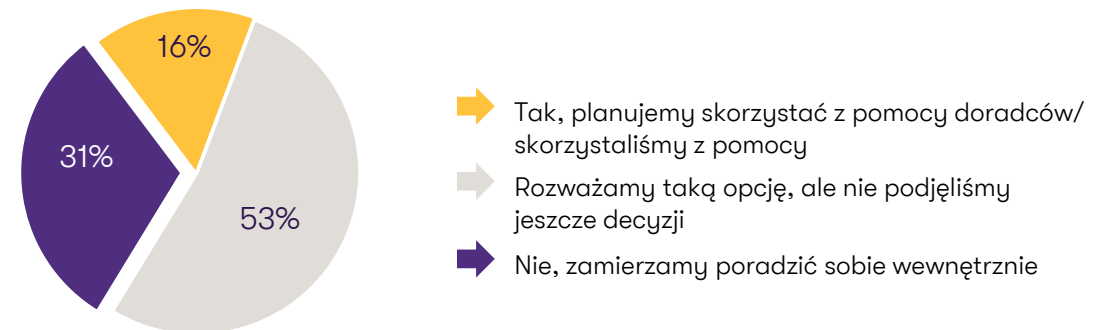 16%
31%
53%
Tak, planujemy skorzystać z pomocy doradców/
skorzystaliśmy z pomocy
Rozważamy taką opcję, ale nie podjęliśmy
jeszcze decyzji
Nie, zamierzamy poradzić sobie wewnętrznie